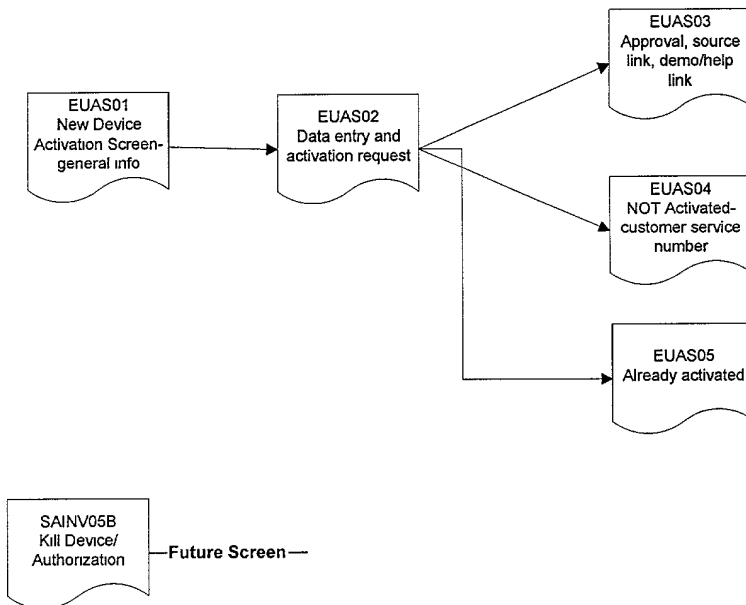 EUAS03
Approval, source
link, demo/help
link
EUAS01
New Device
Activation Screen-
general info
EUAS02
Data entry and
activation request
EUAS04
NOT Activated-
customer service
number
EUAS05
Already activated
SAINV05B
Kill Device/
Authorization
Future Screen